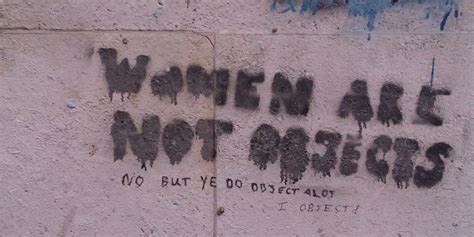 WOMEN ARE
NOT OBJECTS
NO BUT YE DO OBJECT ALOT
I OBJECT!